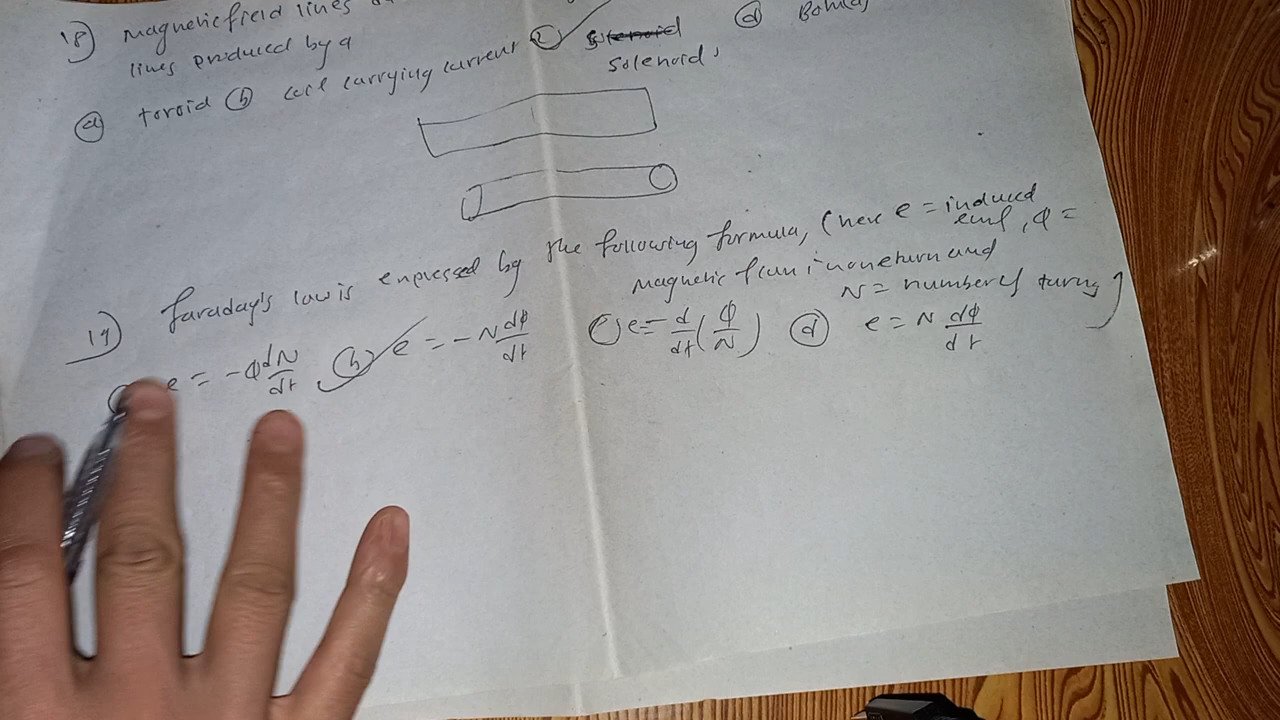 18) magnetic field lines
lines produced by a
(a) toroid (b) coil carrying current (c) solenoid (d) Both (a)
solenoid,
19) Faraday's law is expressed by the following formula, (here e = induced
emf, φ =
magnetic flux in one turn and
N = number of turns)
e = -φ dN/dt (b) e = -N dφ/dt (c) e = - d/dt (φ/N) (d) e = N dφ/dt